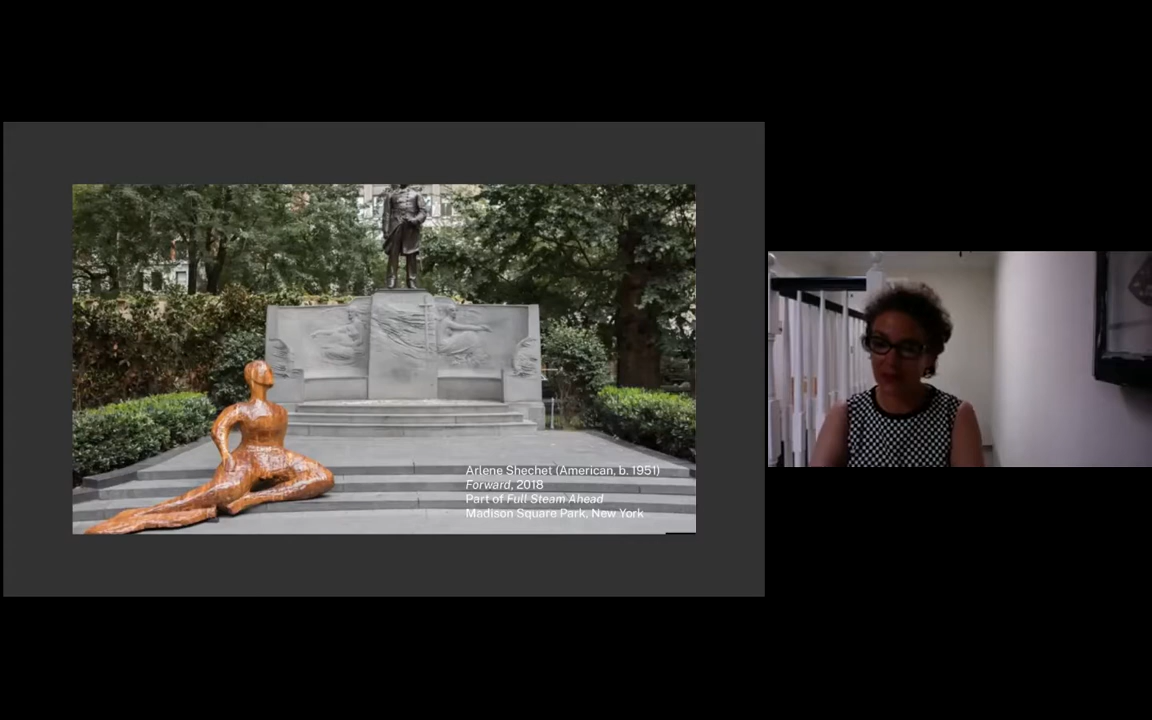 Arlene Shechet (American, b. 1951)
Forward, 2018
Part of Full Steam Ahead
Madison Square Park, New York